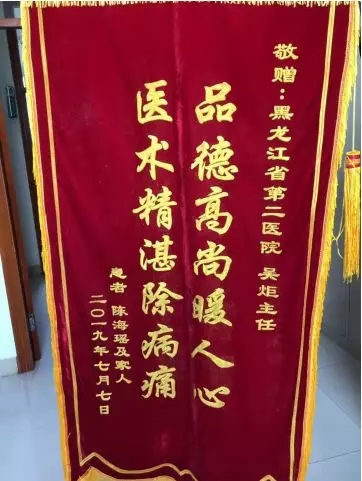 敬赠：黑龙江省第二医院 吴炬主任
品德高尚暖人心
医术精湛除病痛
患者 陈海瑶及家人
二〇一九年七月七日